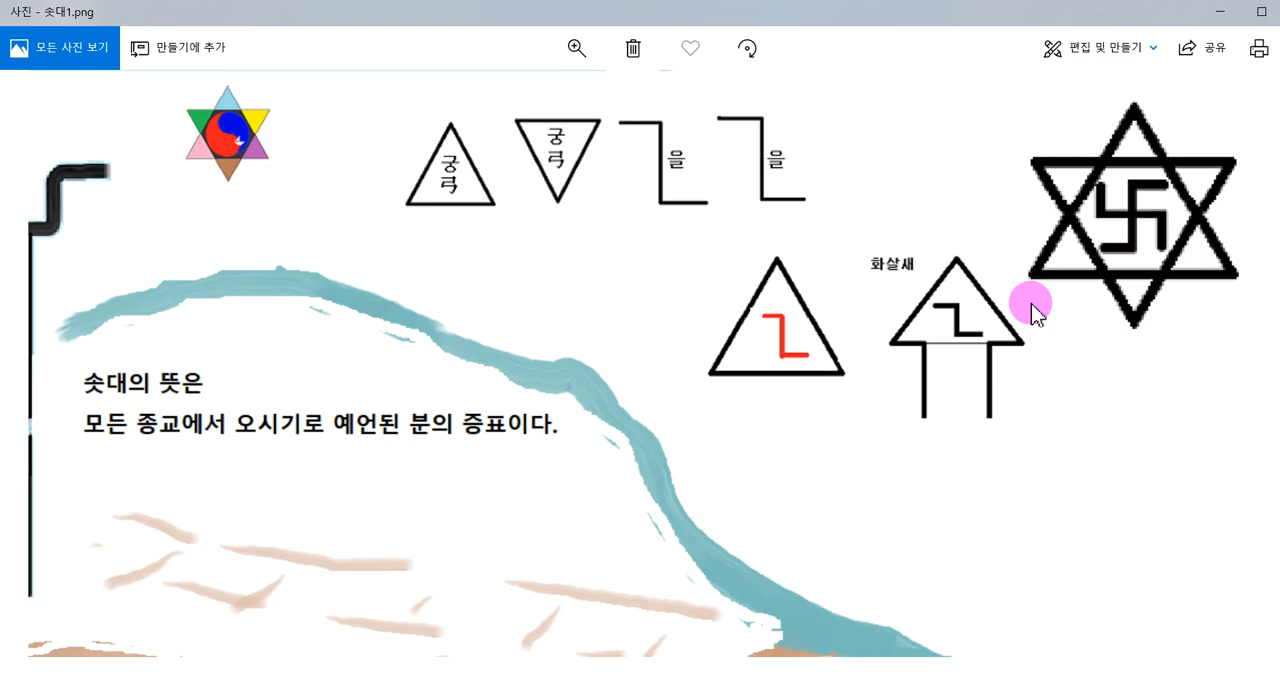 사진 - 솟대1.png
모든 사진 보기
만들기에 추가
편집 및 만들기
공유
궁
弓
궁
弓
을
을
화살새
솟대의 뜻은
모든 종교에서 오시기로 예언된 분의 증표이다.